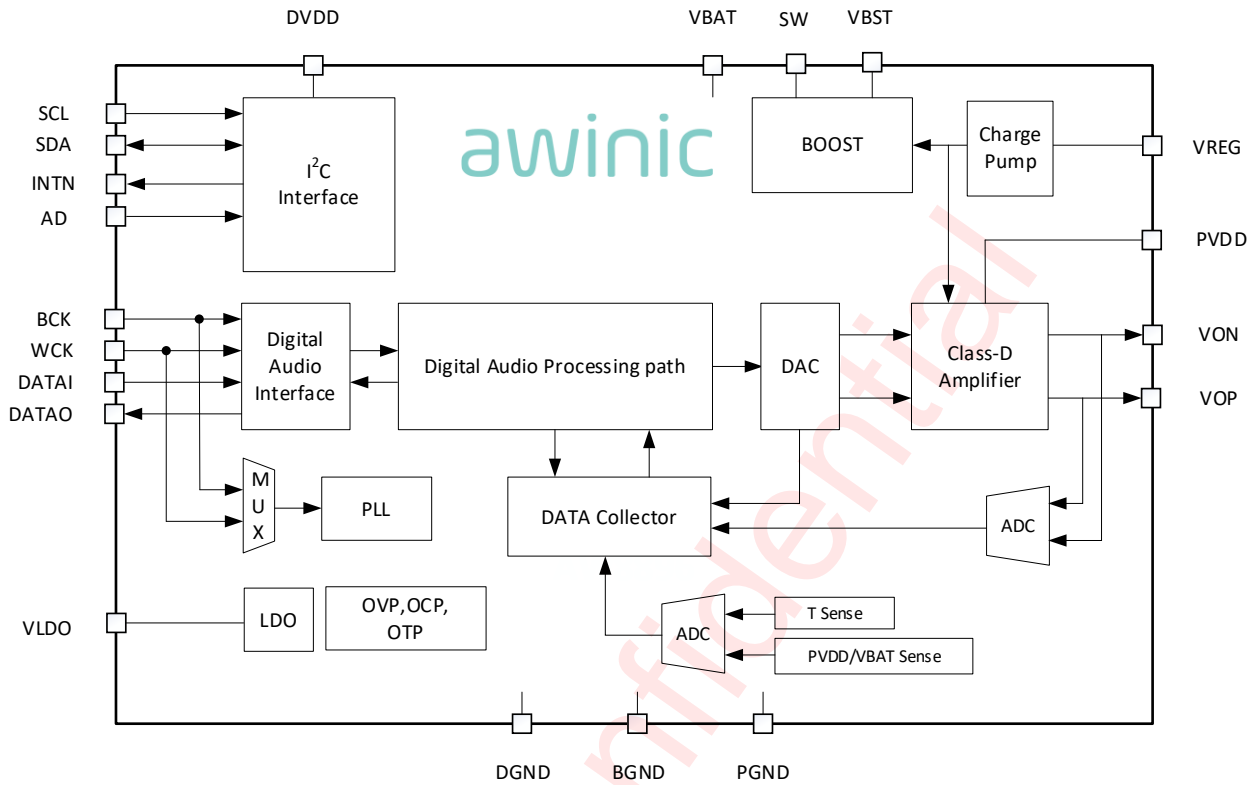 DVDD
VBAT
SW
VBST
SCL
SDA
INTN
AD
I²C
Interface
awinic
BOOST
Charge
Pump
VREG
PVDD
BCK
WCK
DATAI
DATAO
Digital
Audio
Interface
Digital Audio Processing path
DAC
Class-D
Amplifier
VON
VOP
M
U
X
PLL
DATA Collector
ADC
VLDO
LDO
OVP,OCP,
OTP
ADC
T Sense
PVDD/VBAT Sense
DGND
BGND
PGND
nfidential